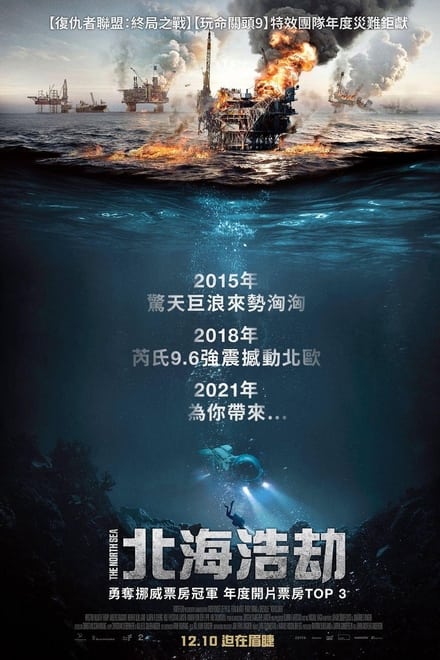 【復仇者聯盟：終局之戰】【玩命關頭9】特效團隊年度災難鉅獻
2015年
驚天巨浪來勢洶洶
2018年
芮氏9.6強震撼動北歐
2021年
為你帶來...
THE NORTH SEA
北海浩劫
勇奪挪威票房冠軍 年度開片票房TOP 3
12.10 迫在眉睫